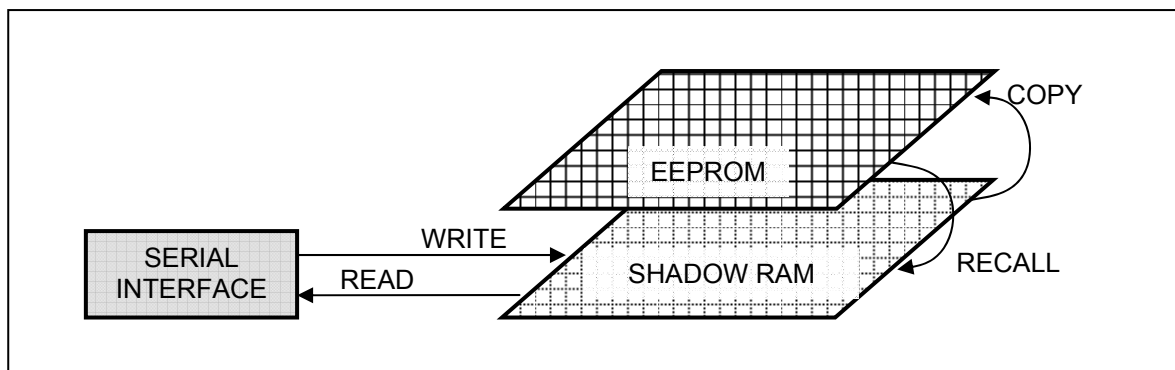 COPY
EEPROM
WRITE
SERIAL
INTERFACE
READ
SHADOW RAM
RECALL